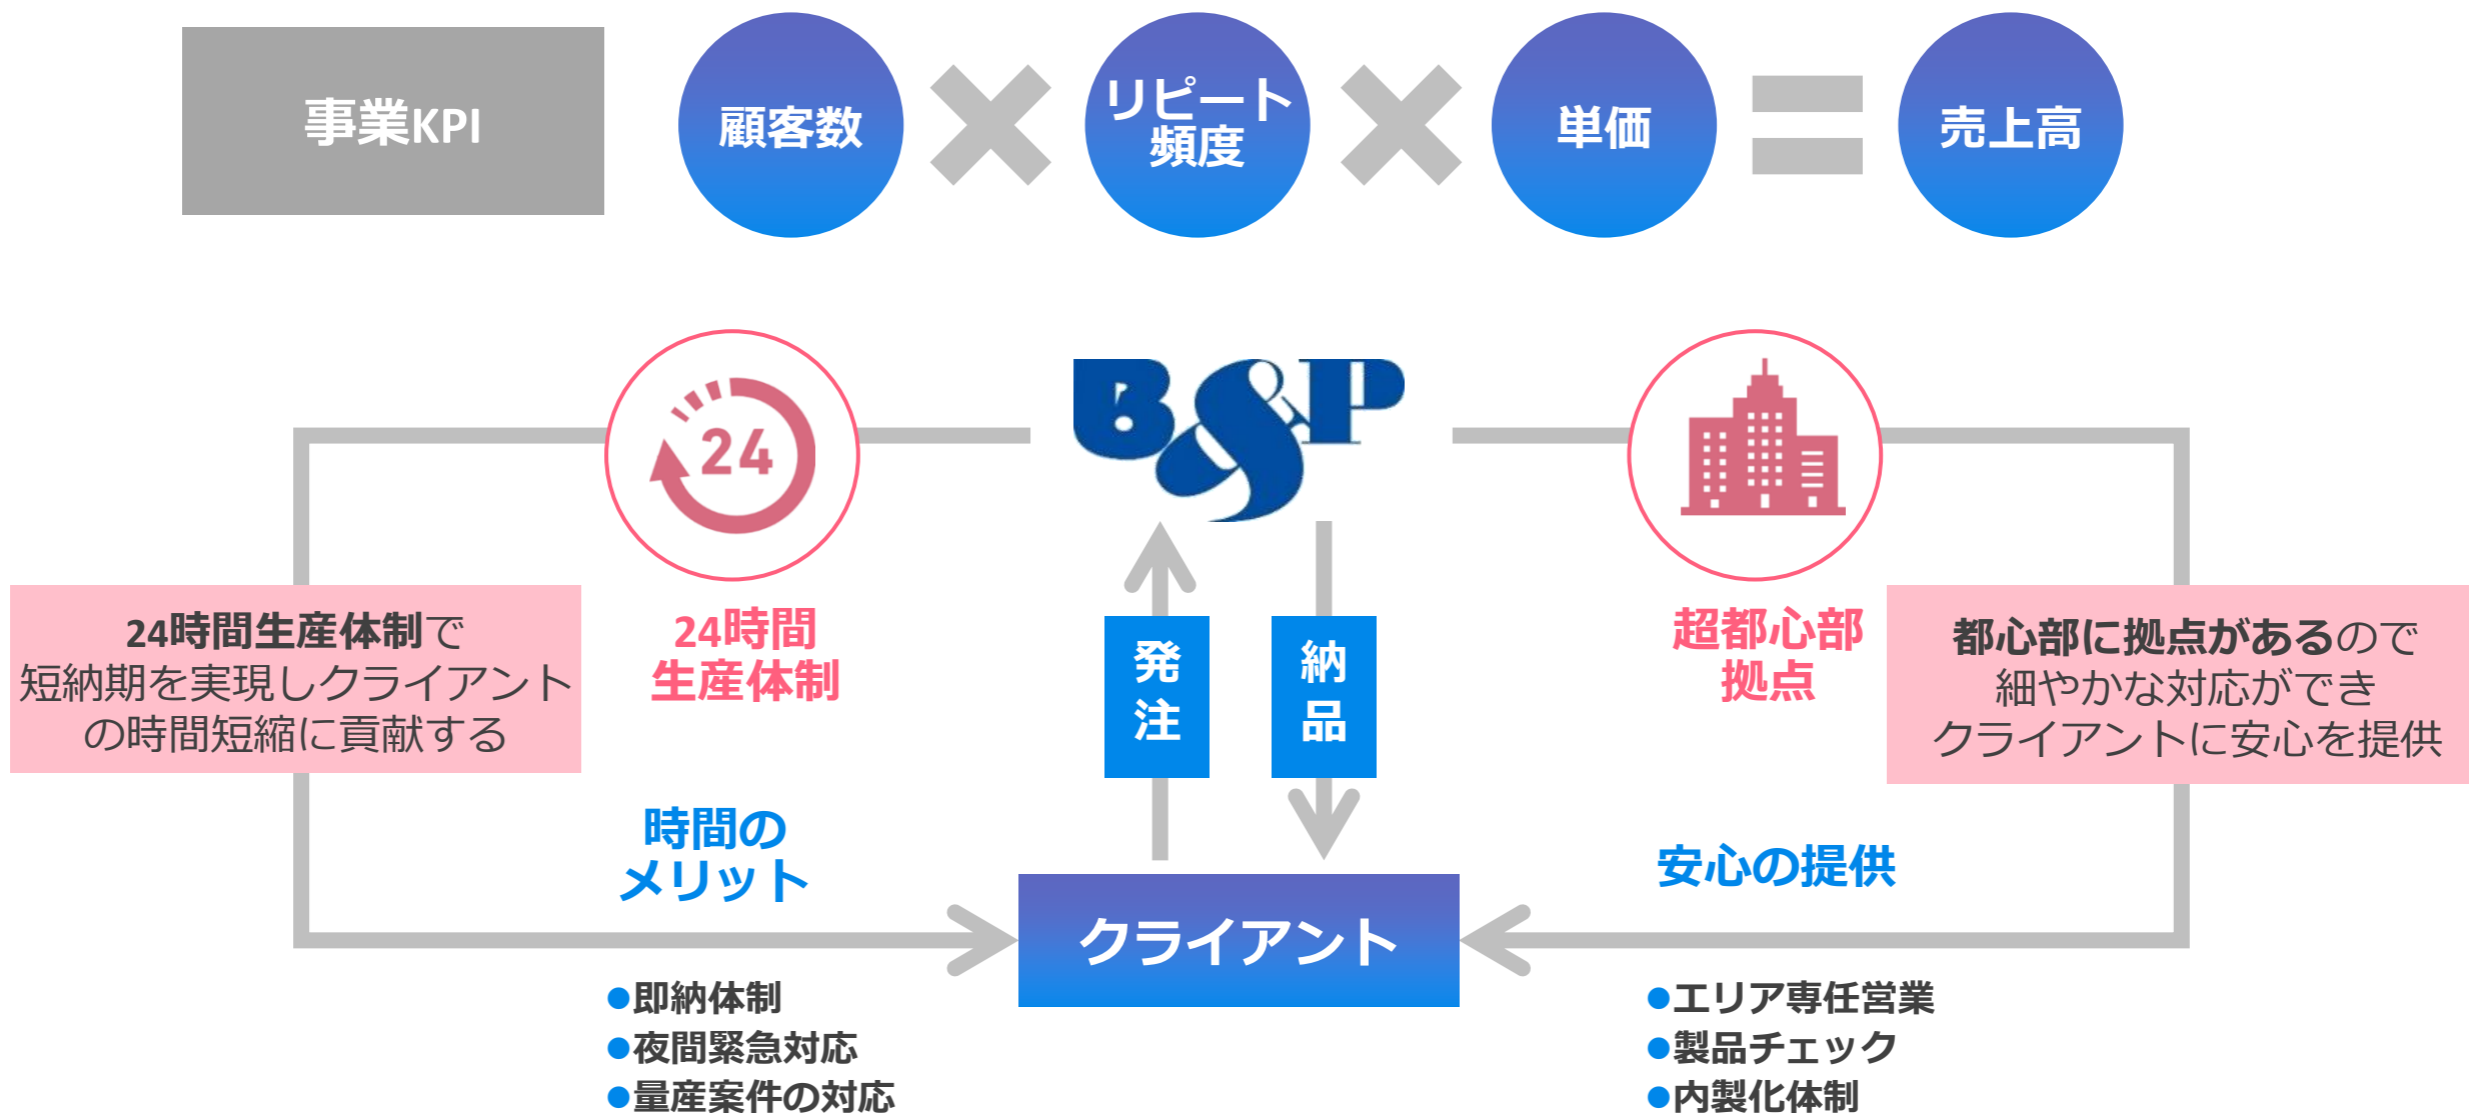 事業KPI
顧客数
リピート
頻度
単価
売上高
24
B&P
24時間
生産体制
超都心部
拠点
24時間生産体制で
短納期を実現しクライアント
の時間短縮に貢献する
発注
納品
都心部に拠点があるので
細やかな対応ができ
クライアントに安心を提供
時間の
メリット
安心の提供
クライアント
●即納体制
●夜間緊急対応
●量産案件の対応
●エリア専任営業
●製品チェック
●内製化体制